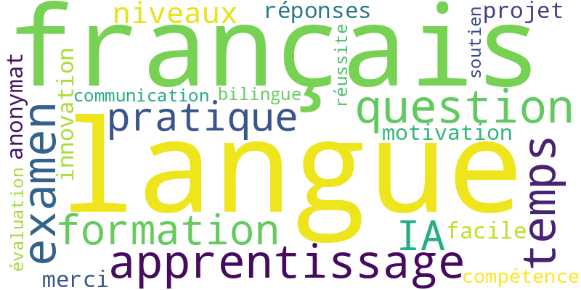 français
niveaux
réponses
projet
soutien
réussite
anonymat
innovation
communication
bilingue
question
examen
pratique
motivation
langue
temps
évaluation
formation
IA
facile
apprentissage
merci
compétence